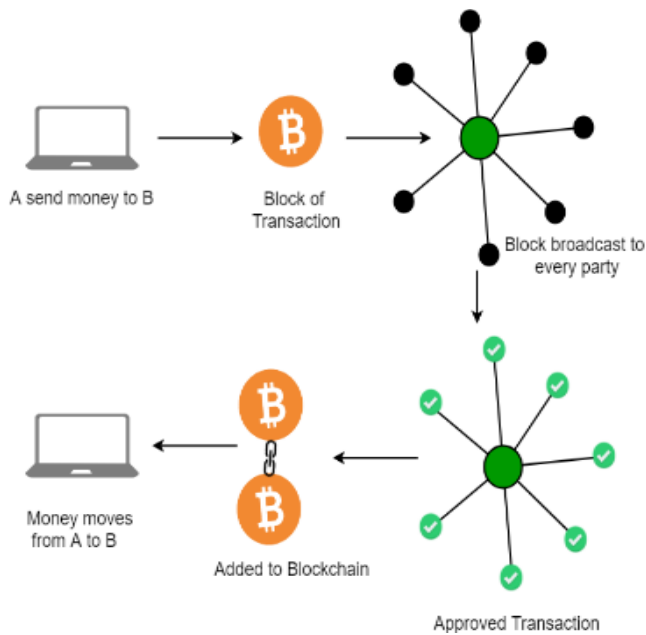 A send money to B
Block of
Transaction
Block broadcast to
every party
Money moves
from A to B
Added to Blockchain
Approved Transaction